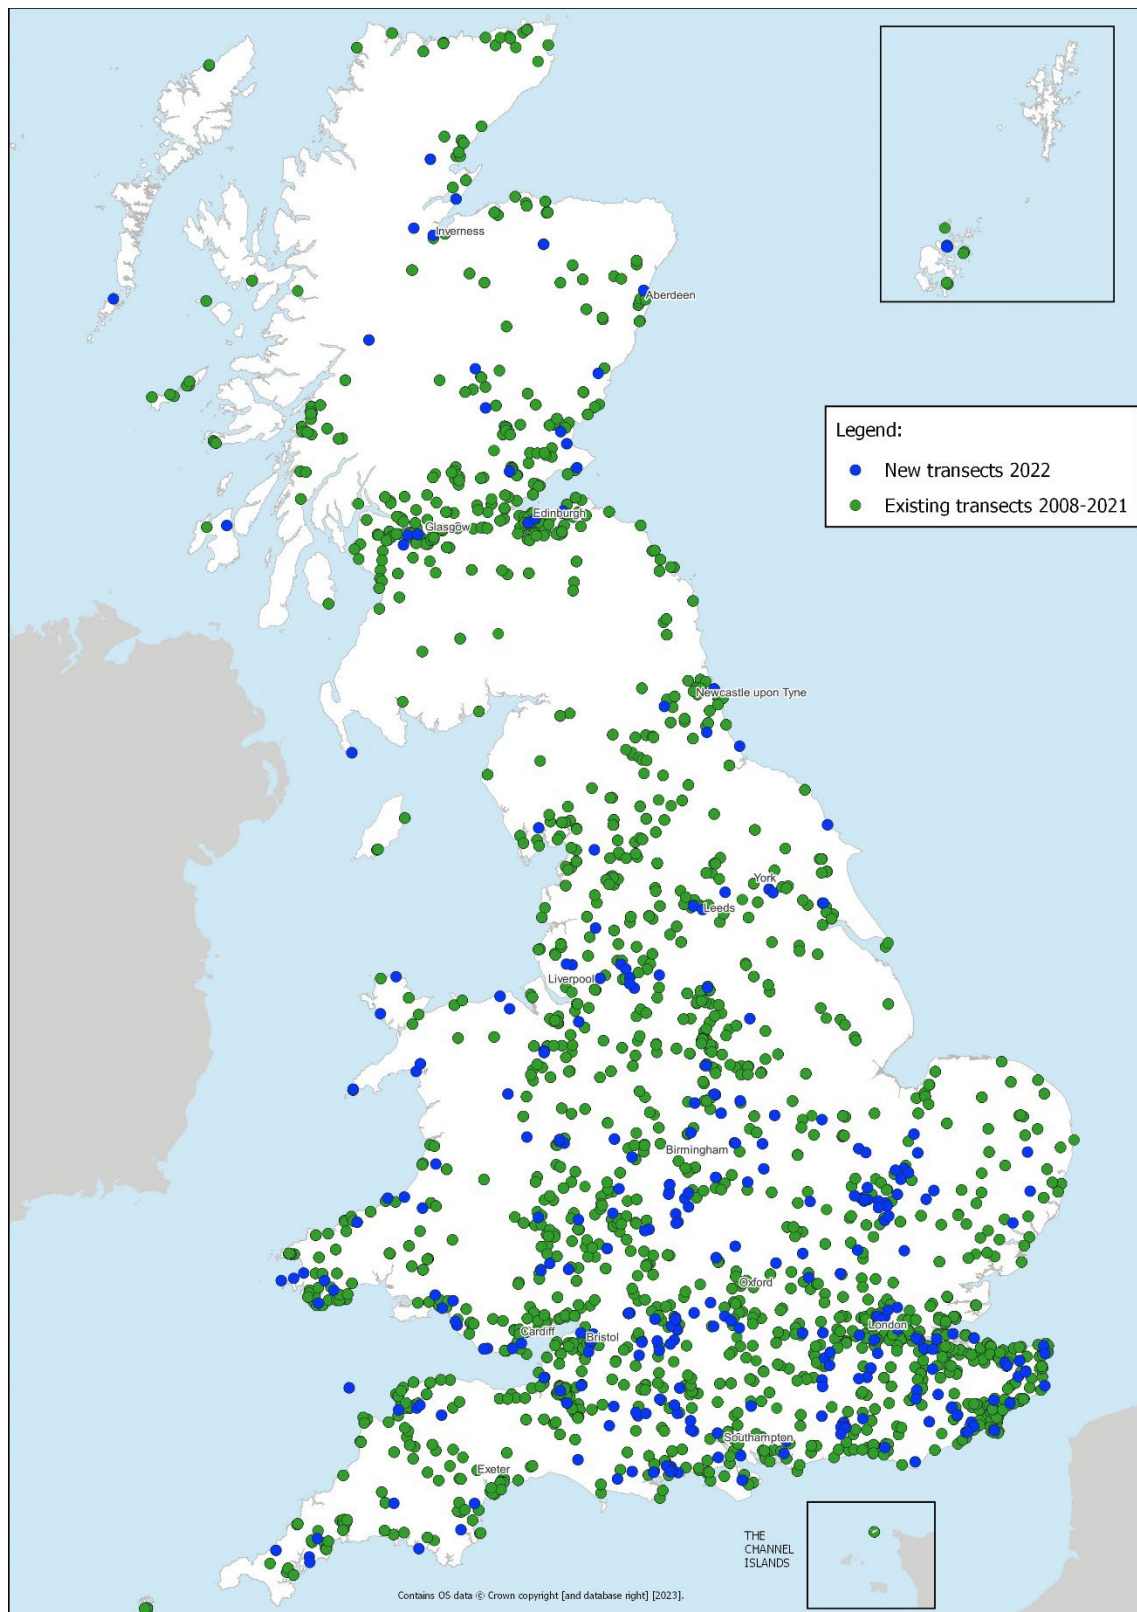 Inverness
Aberdeen
Legend:
New transects 2022
Existing transects 2008-2021
Edinburgh
Glasgow
Newcastle upon Tyne
York
Leeds
Liverpool
Birmingham
Oxford
London
Cardiff
Bristol
Southampton
Exeter
THE
CHANNEL
ISLANDS
Contains OS data © Crown copyright [and database right] [2023].